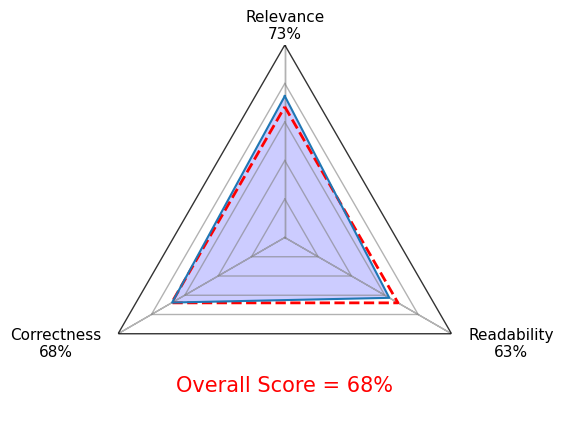 Relevance
73%
Correctness
68%
Readability
63%
Overall Score = 68%